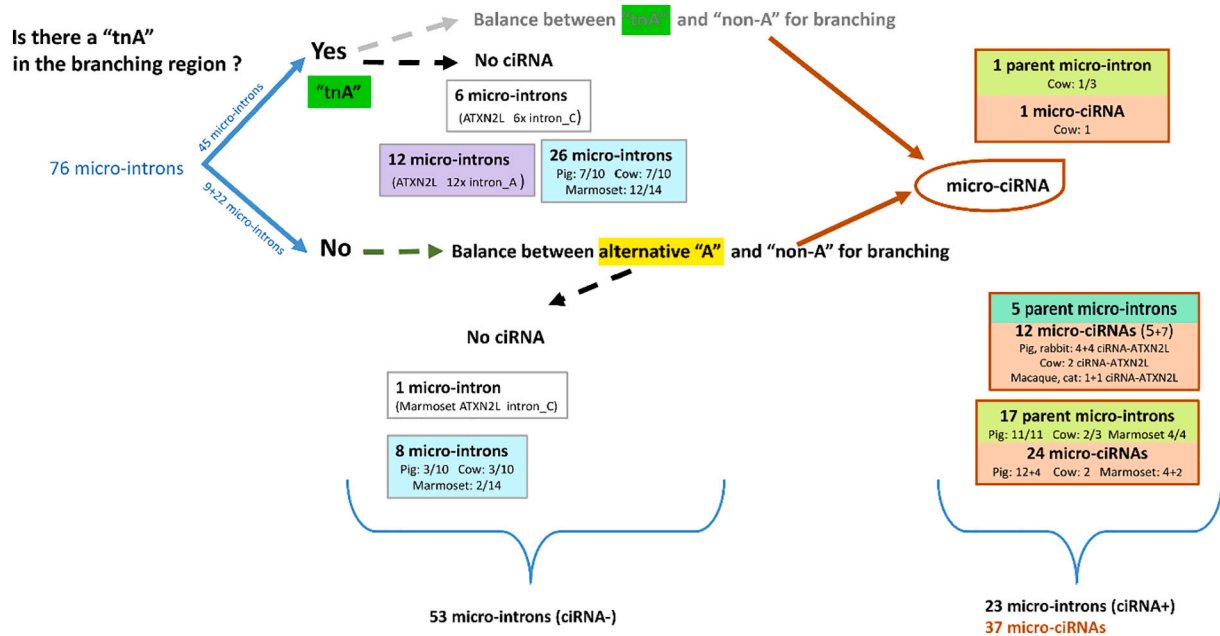 Balance between “tnA” and “non-A” for branching
Is there a “tnA”
in the branching region ?
Yes
“tnA”
No ciRNA
6 micro-introns
(ATXN2L 6x intron_C)
12 micro-introns
(ATXN2L 12x intron_A )
26 micro-introns
Pig: 7/10 Cow: 7/10
Marmoset: 12/14
1 parent micro-intron
Cow: 1/3
1 micro-ciRNA
Cow: 1
45 micro-introns
76 micro-introns
9+22 micro-introns
micro-ciRNA
No
Balance between alternative “A” and “non-A” for branching
No ciRNA
1 micro-intron
(Marmoset ATXN2L intron_C)
8 micro-introns
Pig: 3/10 Cow: 3/10
Marmoset: 2/14
5 parent micro-introns
12 micro-ciRNAs (5+7)
Pig, rabbit: 4+4 ciRNA-ATXN2L
Cow: 2 ciRNA-ATXN2L
Macaque, cat: 1+1 ciRNA-ATXN2L
17 parent micro-introns
Pig: 11/11 Cow: 2/3 Marmoset 4/4
24 micro-ciRNAs
Pig: 12+4 Cow: 2 Marmoset: 4+2
53 micro-introns (ciRNA-)
23 micro-introns (ciRNA+)
37 micro-ciRNAs